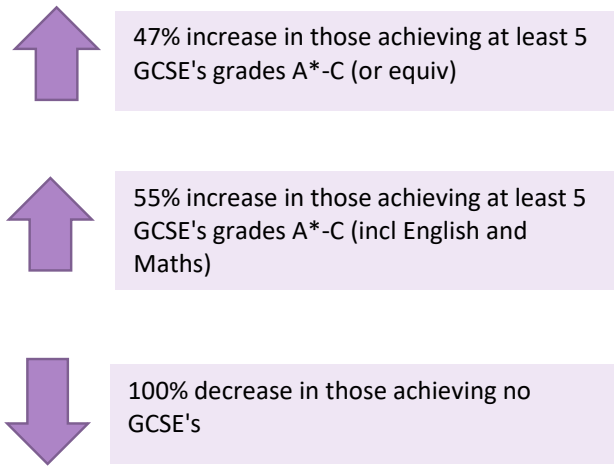 47% increase in those achieving at least 5
GCSE's grades A*-C (or equiv)
55% increase in those achieving at least 5
GCSE's grades A*-C (incl English and
Maths)
100% decrease in those achieving no
GCSE's